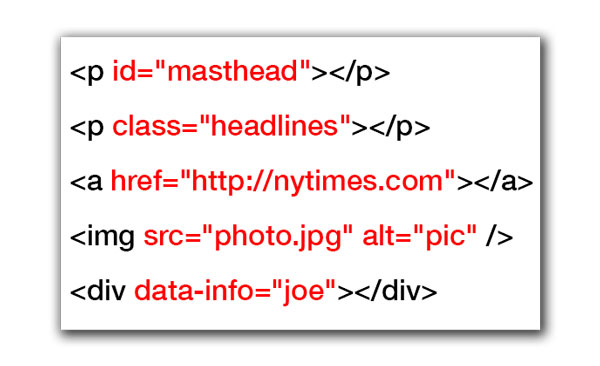 <p id="masthead"></p>
<p class="headlines"></p>
<a href="http://nytimes.com"></a>
<img src="photo.jpg" alt="pic" />
<div data-info="joe"></div>